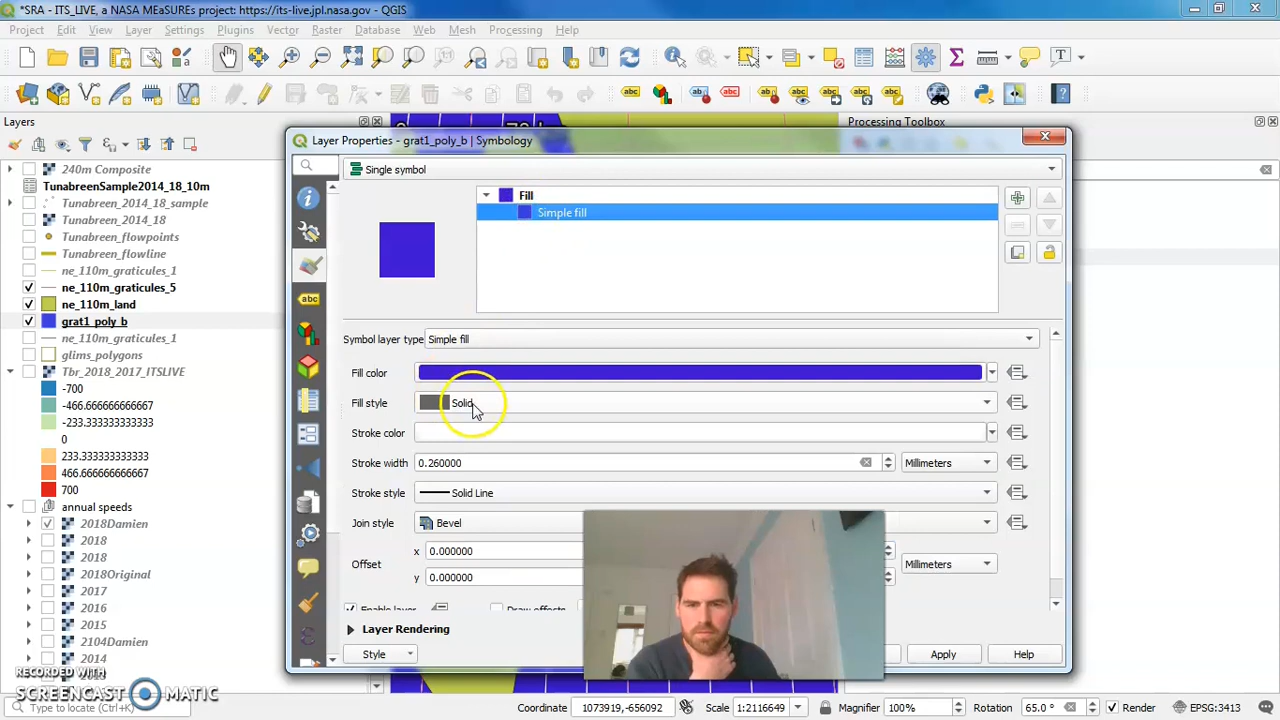 *SRA - ITS_LIVE, a NASA MEaSUREs project: https://its-live.jpl.nasa.gov - QGIS
Project Edit View Layer Settings Plugins Vector Raster Database Web Mesh Processing Help
Layers
Processing Toolbox
Layer Properties - grat1_poly_b | Symbology
Single symbol
Fill
Simple fill
Symbol layer type Simple fill
Fill color
Fill style Solid
Stroke color
Stroke width 0.260000 Millimeters
Stroke style Solid Line
Join style Bevel
Offset x 0.000000 Millimeters
y 0.000000
Enable layer Draw effects
Layer Rendering
Style Apply Help
240m Composite
TunabreenSample2014_18_10m
Tunabreen_2014_18_sample
Tunabreen_2014_18
Tunabreen_flowpoints
Tunabreen_flowline
ne_110m_graticules_1
ne_110m_graticules_5
ne_110m_land
grat1_poly_b
ne_110m_graticules_1
glims_polygons
Tbr_2018_2017_ITSLIVE
-700
-466.666666666667
-233.333333333333
0
233.333333333333
466.666666666667
700
annual speeds
2018Damien
2018
2018
2018Original
2017
2016
2015
2104Damien
2014
RECORDED WITH
SCREENCAST MATIC
Type to locate (Ctrl+K) Coordinate 1073919,-656092 Scale 1:2116649 Magnifier 100% Rotation 65.0 ° Render EPSG:3413